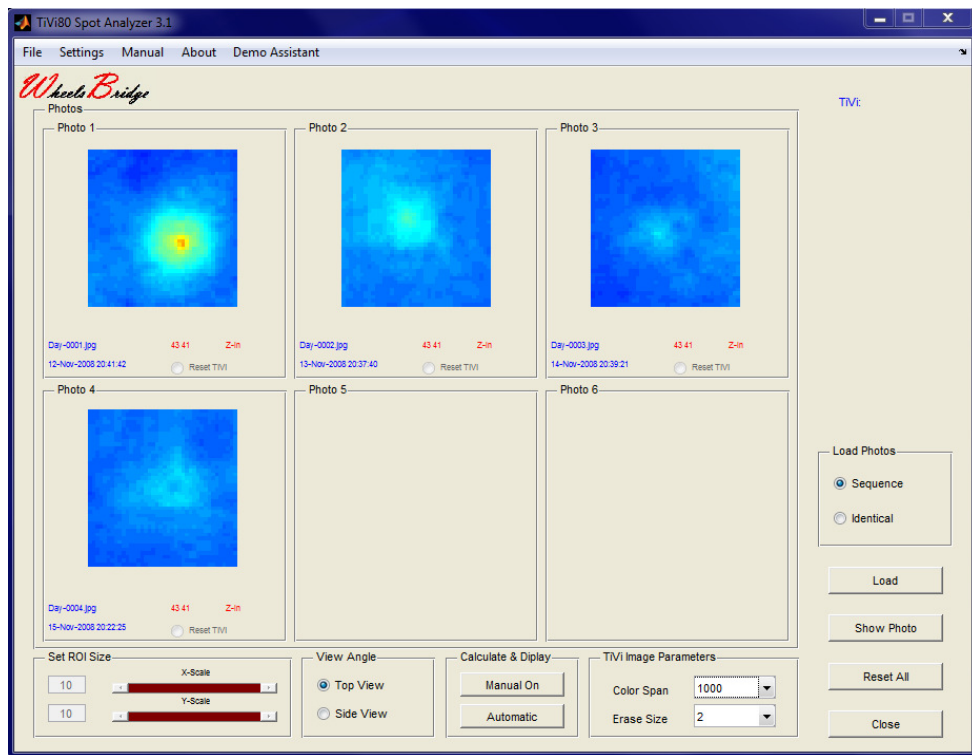 TiVi80 Spot Analyzer 3.1
File Settings Manual About Demo Assistant
WheelsBridge
TiVi:
Photos
Photo 1
Photo 2
Photo 3
Day-0001.jpg 43 41 Z-In
Day-0002.jpg 43 41 Z-In
Day-0003.jpg 43 41 Z-In
12-Nov-2008 20:41:42 Reset TiVi
13-Nov-2008 20:37:40 Reset TiVi
14-Nov-2008 20:39:21 Reset TiVi
Photo 4
Photo 5
Photo 6
Day-0004.jpg 43 41 Z-In
15-Nov-2008 20:22:25 Reset TiVi
Load Photos
Sequence
Identical
Load
Show Photo
Reset All
Close
Set ROI Size
X-Scale
10
Y-Scale
10
View Angle
Top View
Side View
Calculate & Diplay
Manual On
Automatic
TiVi Image Parameters
Color Span 1000
Erase Size 2